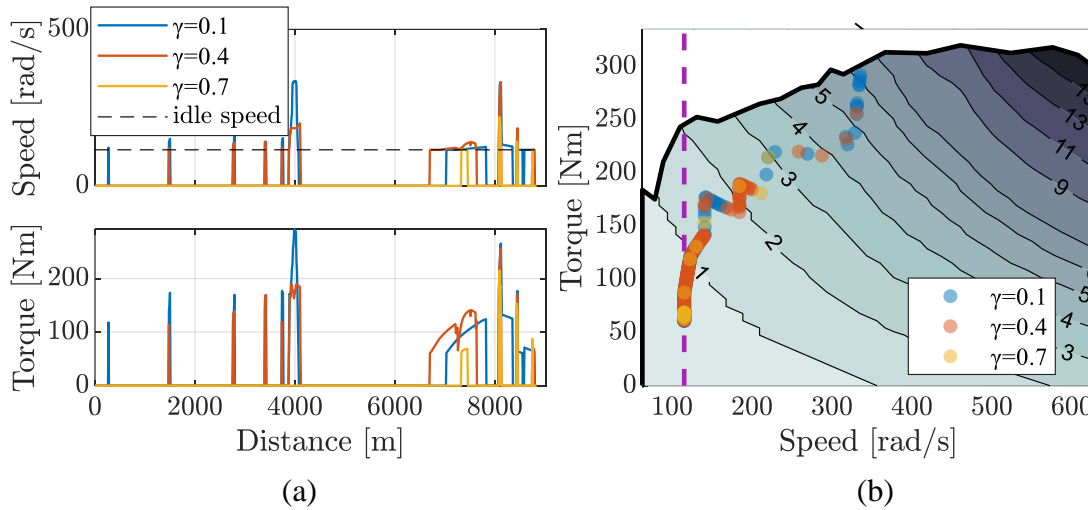 500
Speed [rad/s]
0
γ=0.1
γ=0.4
γ=0.7
idle speed
200
100
0
Torque [Nm]
0 2000 4000 6000 8000
Distance [m]
(a)
300
250
200
150
100
50
0
Torque [Nm]
5
4
3
2
1
13
11
9
5
4
3
γ=0.1
γ=0.4
γ=0.7
100 200 300 400 500 600
Speed [rad/s]
(b)